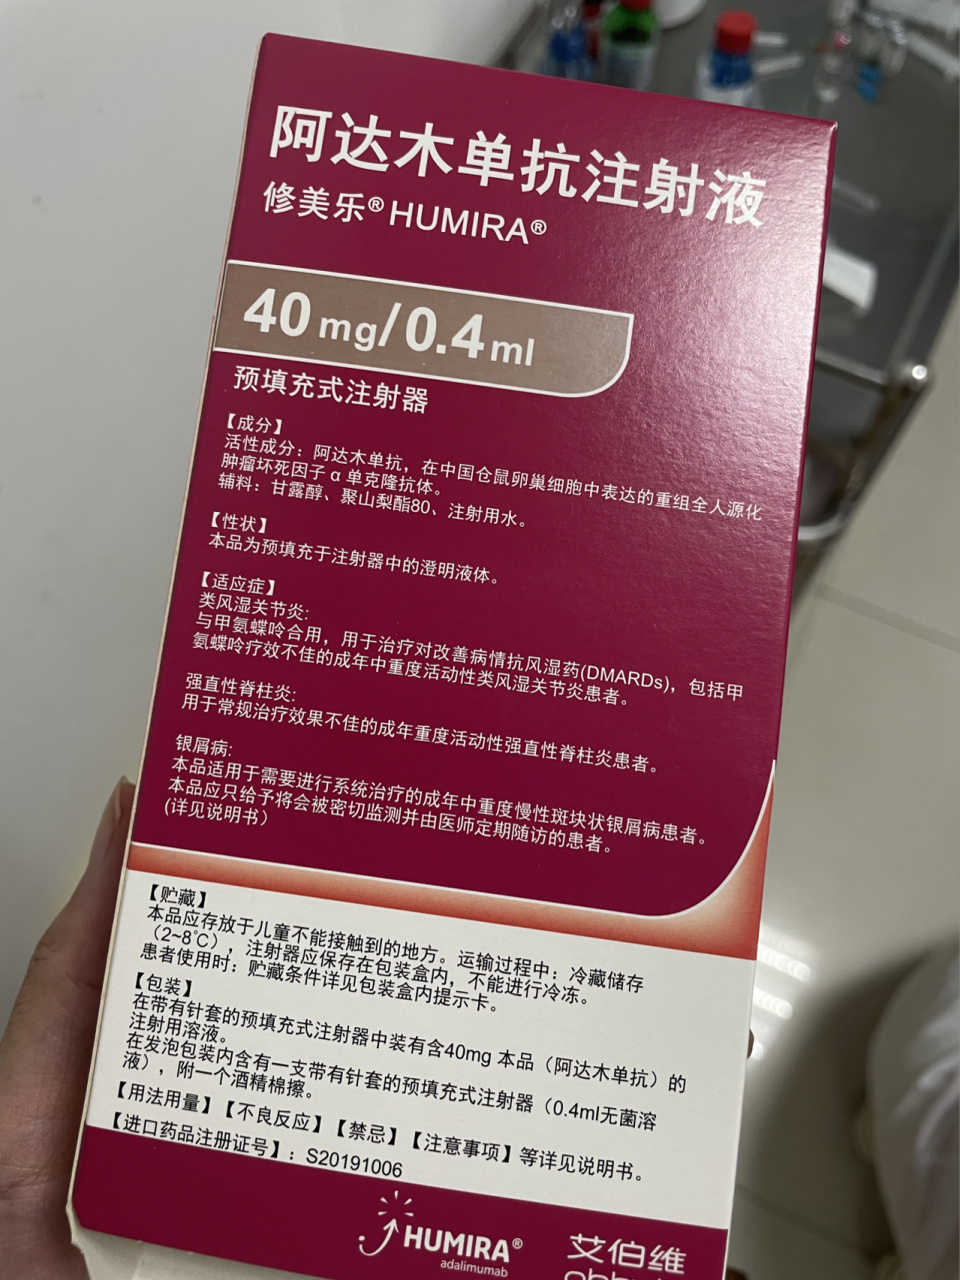 阿达木单抗注射液
修美乐® HUMIRA®
40 mg/0.4 ml
预填充式注射器
【成分】
活性成分：阿达木单抗，在中国仓鼠卵巢细胞中表达的重组全人源化
肿瘤坏死因子 α 单克隆抗体。
辅料：甘露醇、聚山梨酯80、注射用水。
【性状】
本品为预填充于注射器中的澄明液体。
【适应症】
类风湿关节炎:
与甲氨蝶呤合用，用于治疗对改善病情抗风湿药(DMARDs)，包括甲
氨蝶呤疗效不佳的成年中重度活动性类风湿关节炎患者。
强直性脊柱炎:
用于常规治疗效果不佳的成年重度活动性强直性脊柱炎患者。
银屑病:
本品适用于需要进行系统治疗的成年中重度慢性斑块状银屑病患者。
本品应只给予将会被密切监测并由医师定期随访的患者。
(详见说明书）
【贮藏】
本品应存放于儿童不能接触到的地方。运输过程中：冷藏储存
（2~8℃），注射器应保存在包装盒内，不能进行冷冻。
患者使用时：贮藏条件详见包装盒内提示卡。
【包装】
在带有针套的预填充式注射器中装有含40mg 本品（阿达木单抗）的
注射用溶液。
在发泡包装内含有一支带有针套的预填充式注射器（0.4ml无菌溶
液），附一个酒精棉擦。
【用法用量】【不良反应】【禁忌】【注意事项】等详见说明书。
【进口药品注册证号】：S20191006
HUMIRA®
adalimumab
艾伯维